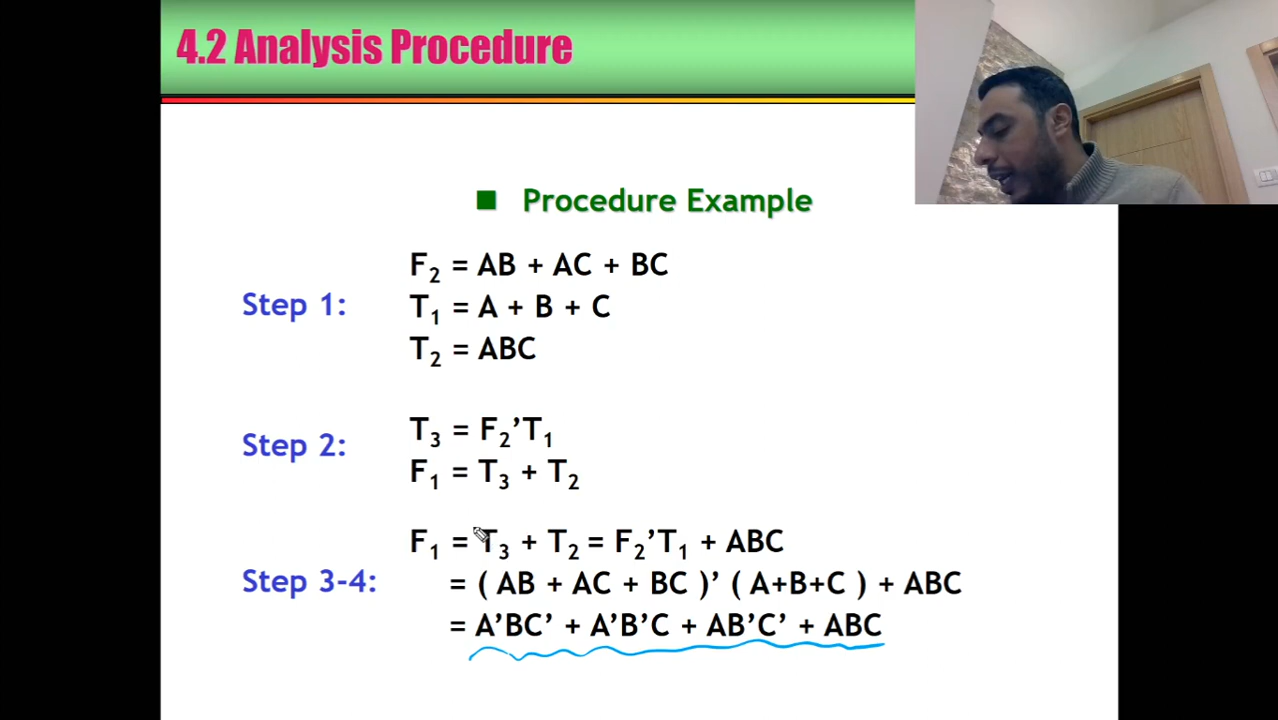 4.2 Analysis Procedure
Procedure Example
Step 1:
F₂ = AB + AC + BC
T₁ = A + B + C
T₂ = ABC
Step 2:
T₃ = F₂’T₁
F₁ = T₃ + T₂
Step 3-4:
F₁ = T₃ + T₂ = F₂’T₁ + ABC
= ( AB + AC + BC )’ ( A+B+C ) + ABC
= A’BC’ + A’B’C + AB’C’ + ABC